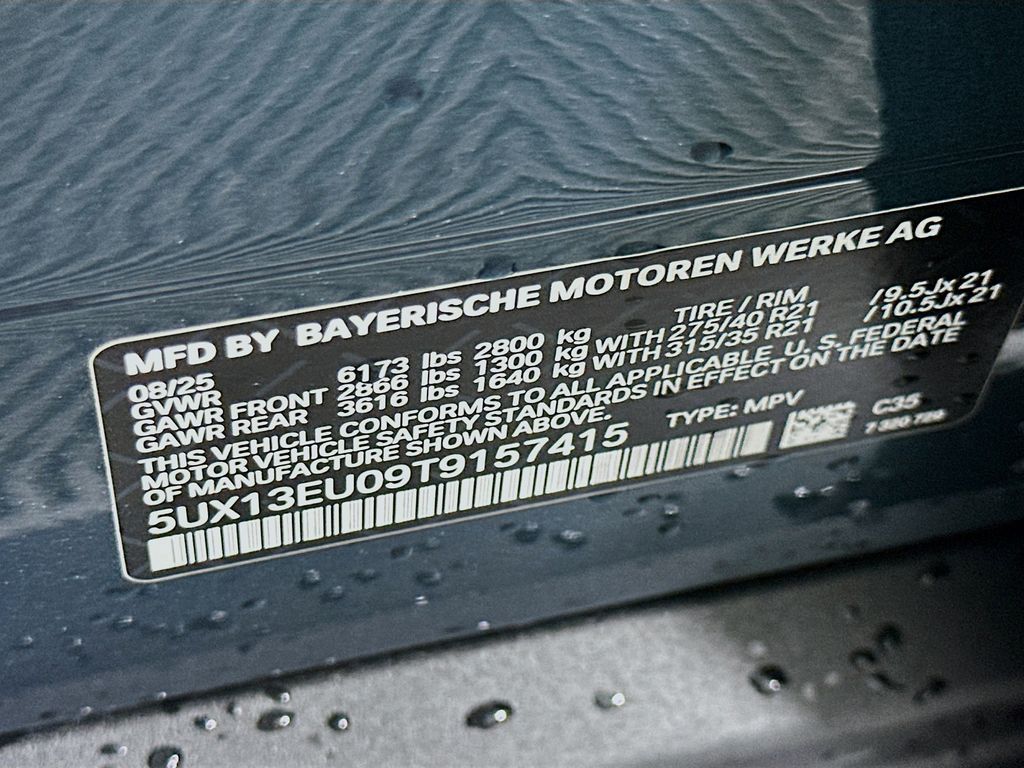 MFD BY BAYERISCHE MOTOREN WERKE AG
08/25 TIRE / RIM
GVWR 6173 lbs 2800 kg
GAWR FRONT 2866 lbs 1300 kg WITH 275/40 R21 /9.5Jx21
GAWR REAR 3616 lbs 1640 kg WITH 315/35 R21 /10.5Jx21
THIS VEHICLE CONFORMS TO ALL APPLICABLE U.S. FEDERAL
MOTOR VEHICLE SAFETY STANDARDS IN EFFECT ON THE DATE
OF MANUFACTURE SHOWN ABOVE.
5UX13EU09T9157415 TYPE: MPV C35